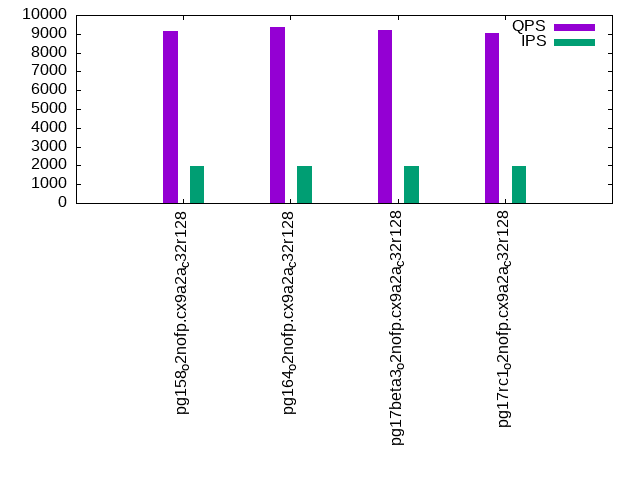 10000
9000
8000
7000
6000
5000
4000
3000
2000
1000
0
QPS
IPS
pg158o2nofp.cx9a2ac32r128
pg164o2nofp.cx9a2ac32r128
pg17beta3o2nofp.cx9a2ac32r128
pg17rc1o2nofp.cx9a2ac32r128